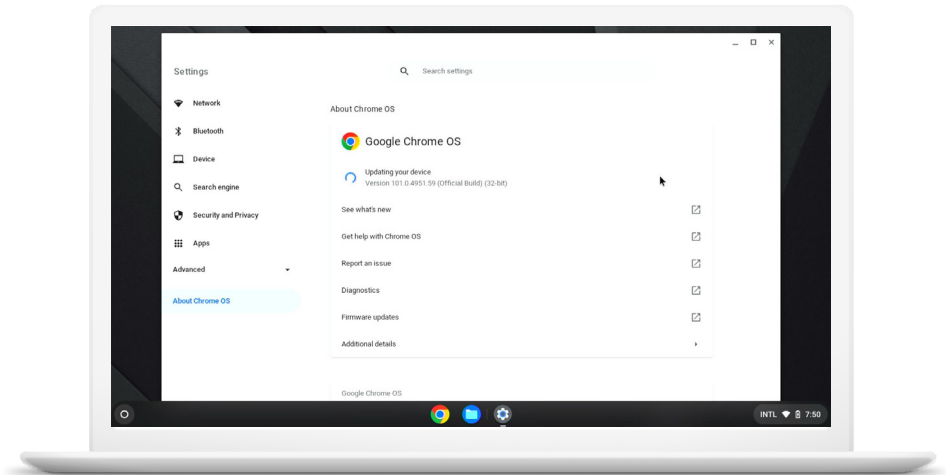 Settings
Search settings
Network
Bluetooth
Device
Search engine
Security and Privacy
Apps
Advanced
About Chrome OS
About Chrome OS
Google Chrome OS
Updating your device
Version 101.0.4951.59 (Official Build) (32-bit)
See what's new
Get help with Chrome OS
Report an issue
Diagnostics
Firmware updates
Additional details
Google Chrome OS
INTL 7:50